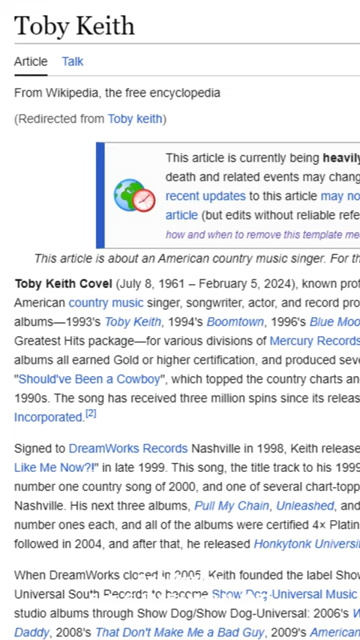 Toby Keith
Article Talk
From Wikipedia, the free encyclopedia
(Redirected from Toby keith)
This article is currently being heavily
death and related events may chang
recent updates to this article may no
article (but edits without reliable refe
how and when to remove this template me
This article is about an American country music singer. For th
Toby Keith Covel (July 8, 1961 – February 5, 2024), known prof
American country music singer, songwriter, actor, and record pro
albums—1993's Toby Keith, 1994's Boomtown, 1996's Blue Moo
Greatest Hits package—for various divisions of Mercury Records
albums all earned Gold or higher certification, and produced seve
"Should've Been a Cowboy", which topped the country charts an
1990s. The song has received three million spins since its releas
Incorporated.[2]
Signed to DreamWorks Records Nashville in 1998, Keith release
Like Me Now?!" in late 1999. This song, the title track to his 1999
number one country song of 2000, and one of several chart-topp
Nashville. His next three albums, Pull My Chain, Unleashed, and
number ones each, and all of the albums were certified 4× Platin
followed in 2004, and after that, he released Honkytonk Universi
When DreamWorks closed in 2005, Keith founded the label Show
Universal South Records to become Show Dog-Universal Music
studio albums through Show Dog/Show Dog-Universal: 2006's W
Daddy, 2008's That Don't Make Me a Bad Guy, 2009's American